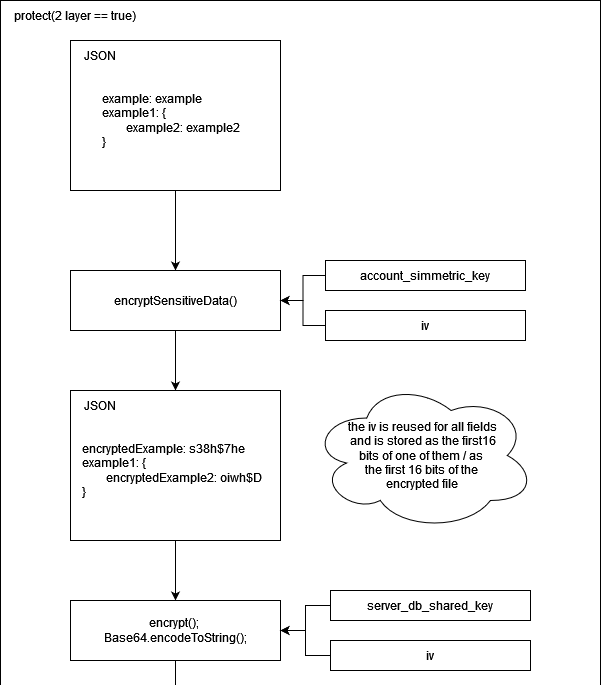 protect(2 layer == true)
JSON
example: example
example1: {
example2: example2
}
encryptSensitiveData()
account_simmetric_key
iv
JSON
encryptedExample: s38h$7he
example1: {
encryptedExample2: oiwh$D
}
the iv is reused for all fields
and is stored as the first16
bits of one of them / as
the first 16 bits of the
encrypted file
encrypt();
Base64.encodeToString();
server_db_shared_key
iv